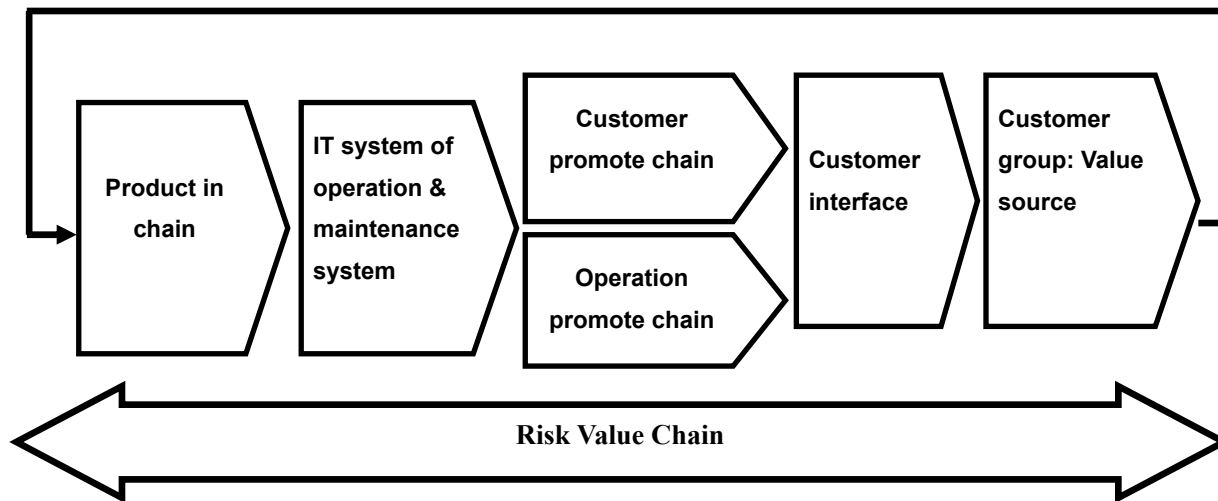 Product in
chain
IT system of
operation &
maintenance
system
Customer
promote chain
Operation
promote chain
Customer
interface
Customer
group: Value
source
Risk Value Chain